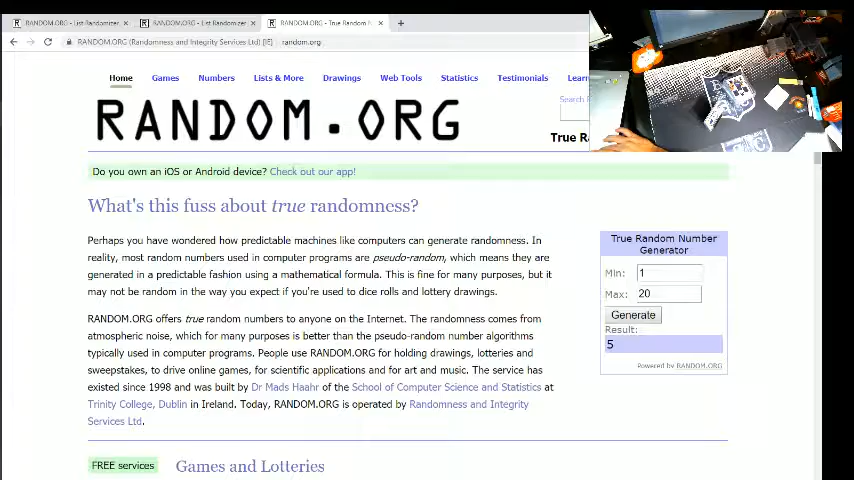 RANDOM.ORG - List Randomizer
RANDOM.ORG - List Randomizer
RANDOM.ORG - True Random N
RANDOM.ORG (Randomness and Integrity Services Ltd) [IE]
random.org
Home Games Numbers Lists & More Drawings Web Tools Statistics Testimonials Learn
RANDOM.ORG
Search R
True Ra
Do you own an iOS or Android device? Check out our app!
What's this fuss about true randomness?
Perhaps you have wondered how predictable machines like computers can generate randomness. In
reality, most random numbers used in computer programs are pseudo-random, which means they are
generated in a predictable fashion using a mathematical formula. This is fine for many purposes, but it
may not be random in the way you expect if you're used to dice rolls and lottery drawings.
RANDOM.ORG offers true random numbers to anyone on the Internet. The randomness comes from
atmospheric noise, which for many purposes is better than the pseudo-random number algorithms
typically used in computer programs. People use RANDOM.ORG for holding drawings, lotteries and
sweepstakes, to drive online games, for scientific applications and for art and music. The service has
existed since 1998 and was built by Dr Mads Haahr of the School of Computer Science and Statistics at
Trinity College, Dublin in Ireland. Today, RANDOM.ORG is operated by Randomness and Integrity
Services Ltd.
True Random Number
Generator
Min: 1
Max: 20
Generate
Result:
5
Powered by RANDOM.ORG
FREE services
Games and Lotteries